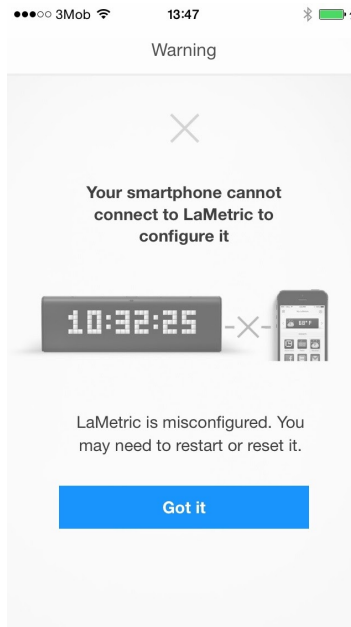 3Mob
13:47
Warning
Your smartphone cannot
connect to LaMetric to
configure it
10:32:25
80°F
LaMetric is misconfigured. You
may need to restart or reset it.
Got it